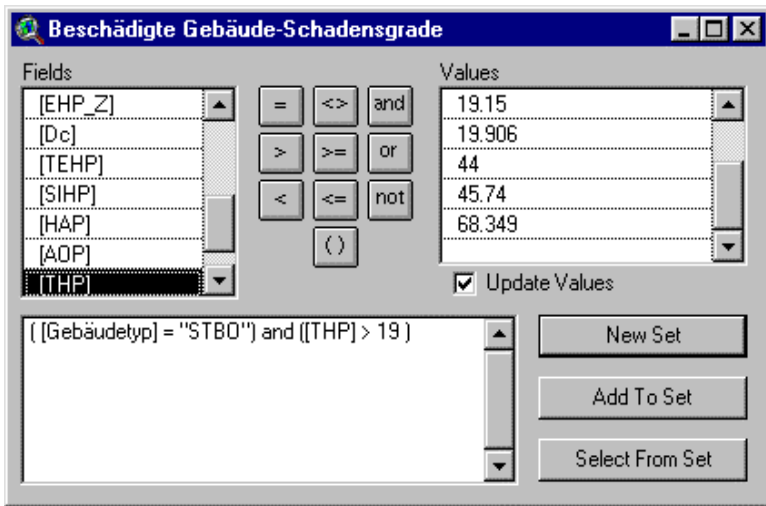 Beschädigte Gebäude-Schadensgrade
Fields
Values
[EHP_Z]
[Dc]
[TEHP]
[SIHP]
[HAP]
[AOP]
[THP]
= <> and
> >= or
< <= not
( )
19.15
19.906
44
45.74
68.349
Update Values
( [Gebäudetyp] = "STBO") and ([THP] > 19 )
New Set
Add To Set
Select From Set